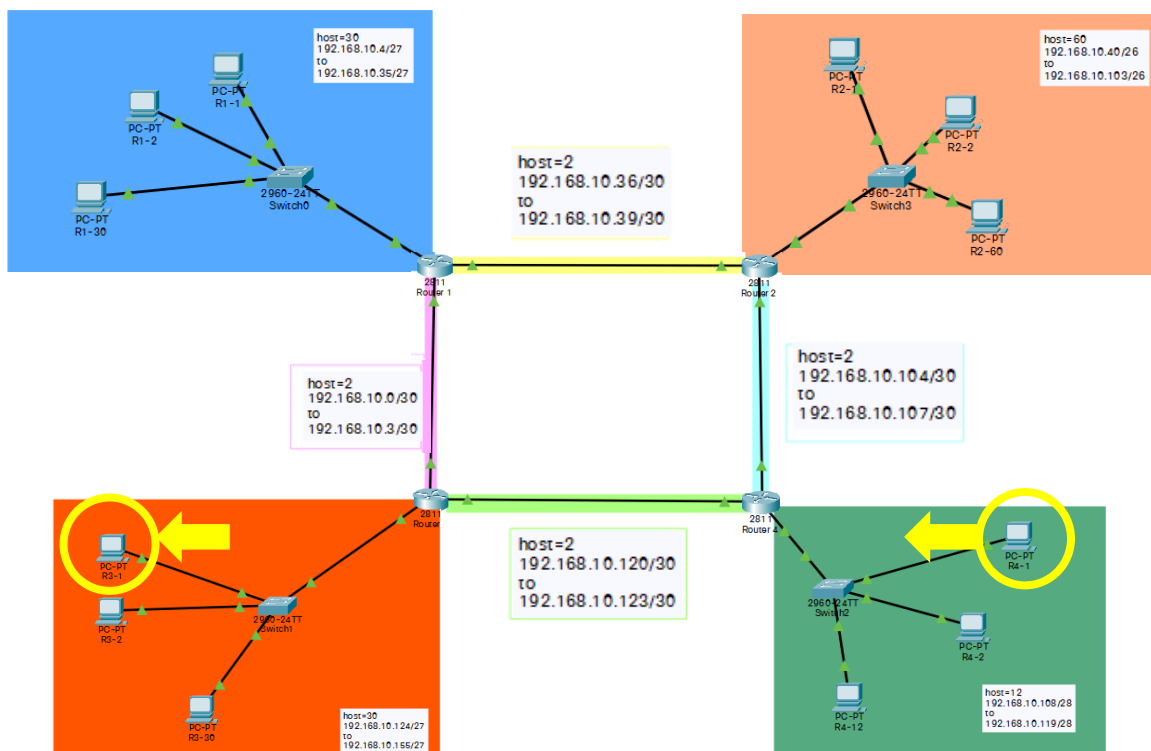 host=30
192.168.10.4/27
to
192.168.10.35/27
PC-PT
R1-1
PC-PT
R1-2
PC-PT
R1-30
2960-24TT
Switch0
host=2
192.168.10.36/30
to
192.168.10.39/30
host=60
192.168.10.40/26
to
192.168.10.103/26
PC-PT
R2-1
PC-PT
R2-2
PC-PT
R2-60
2960-24TT
Switch3
2811
Router 1
2811
Router 2
host=2
192.168.10.0/30
to
192.168.10.3/30
host=2
192.168.10.104/30
to
192.168.10.107/30
2811
Router
2811
Router 4
host=2
192.168.10.120/30
to
192.168.10.123/30
PC-PT
R3-1
PC-PT
R3-2
PC-PT
R3-30
2960-24TT
Switch1
host=30
192.168.10.124/27
to
192.168.10.155/27
PC-PT
R4-1
2960-24TT
Switch2
PC-PT
R4-2
PC-PT
R4-12
host=12
192.168.10.108/28
to
192.168.10.119/28